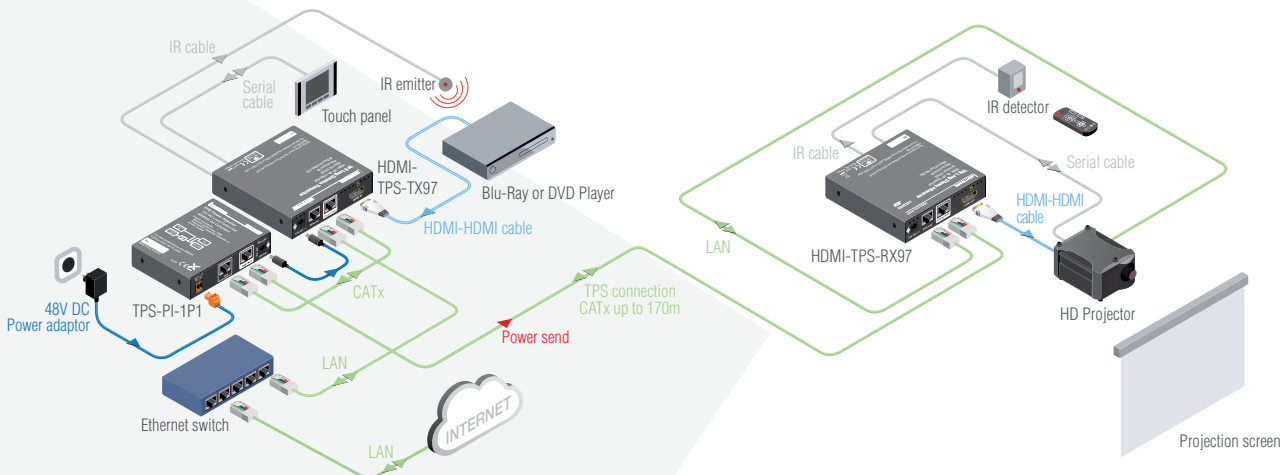 IR cable
Serial
cable
Touch panel
IR emitter
HDMI-
TPS-TX97
Blu-Ray or DVD Player
HDMI-HDMI cable
48V DC
Power adaptor
TPS-PI-1P1
CATx
Ethernet switch
LAN
LAN
INTERNET
Power send
TPS connection
CATx up to 170m
LAN
IR cable
IR detector
Serial cable
HDMI-TPS-RX97
HDMI-HDMI
cable
HD Projector
Projection screen